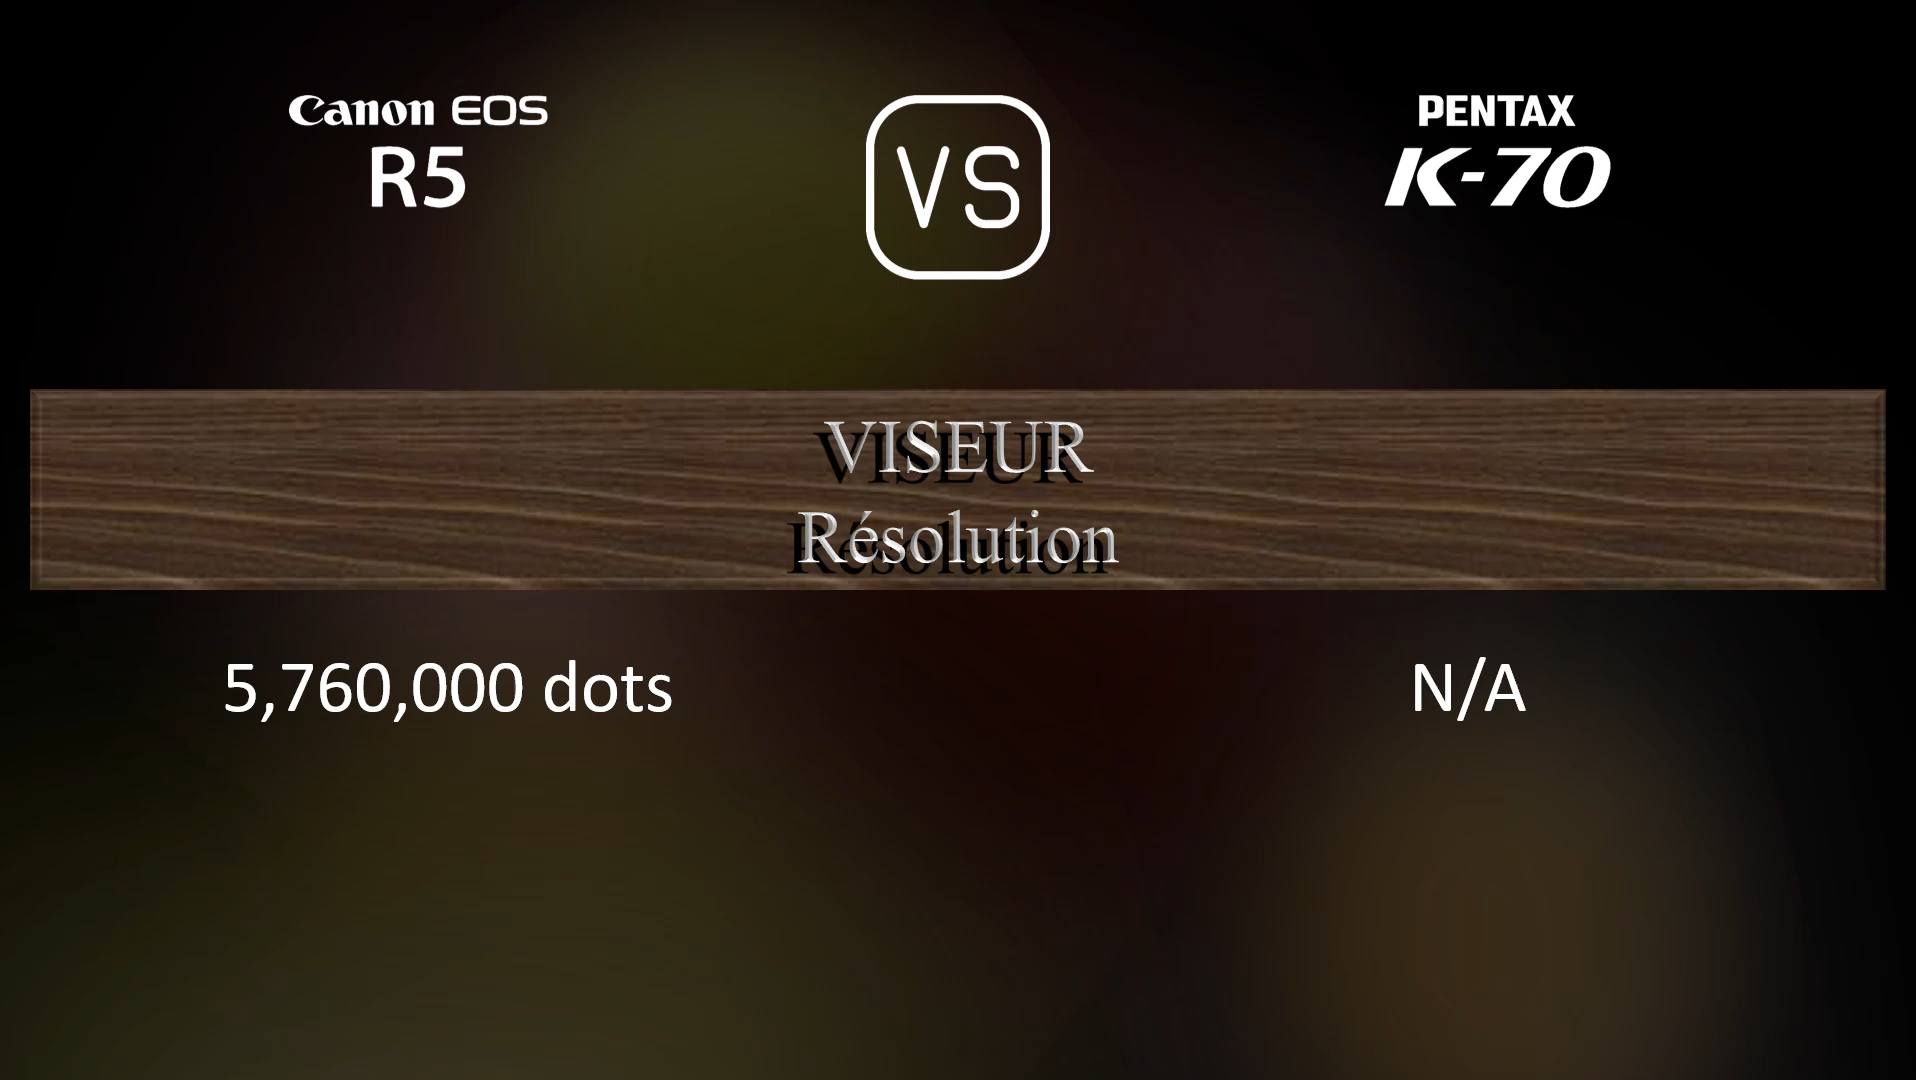 Canon EOS
R5
VS
PENTAX
K-70
VISEUR
Résolution
5,760,000 dots
N/A